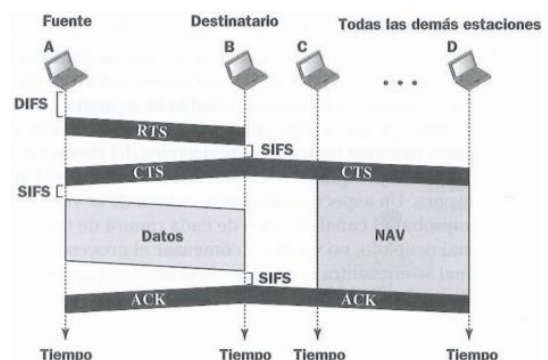 Fuente
Destinatario
Todas las demás estaciones
A
B
C
D
DIFS
RTS
SIFS
CTS
CTS
SIFS
Datos
NAV
SIFS
ACK
ACK
Tiempo
Tiempo
Tiempo
Tiempo